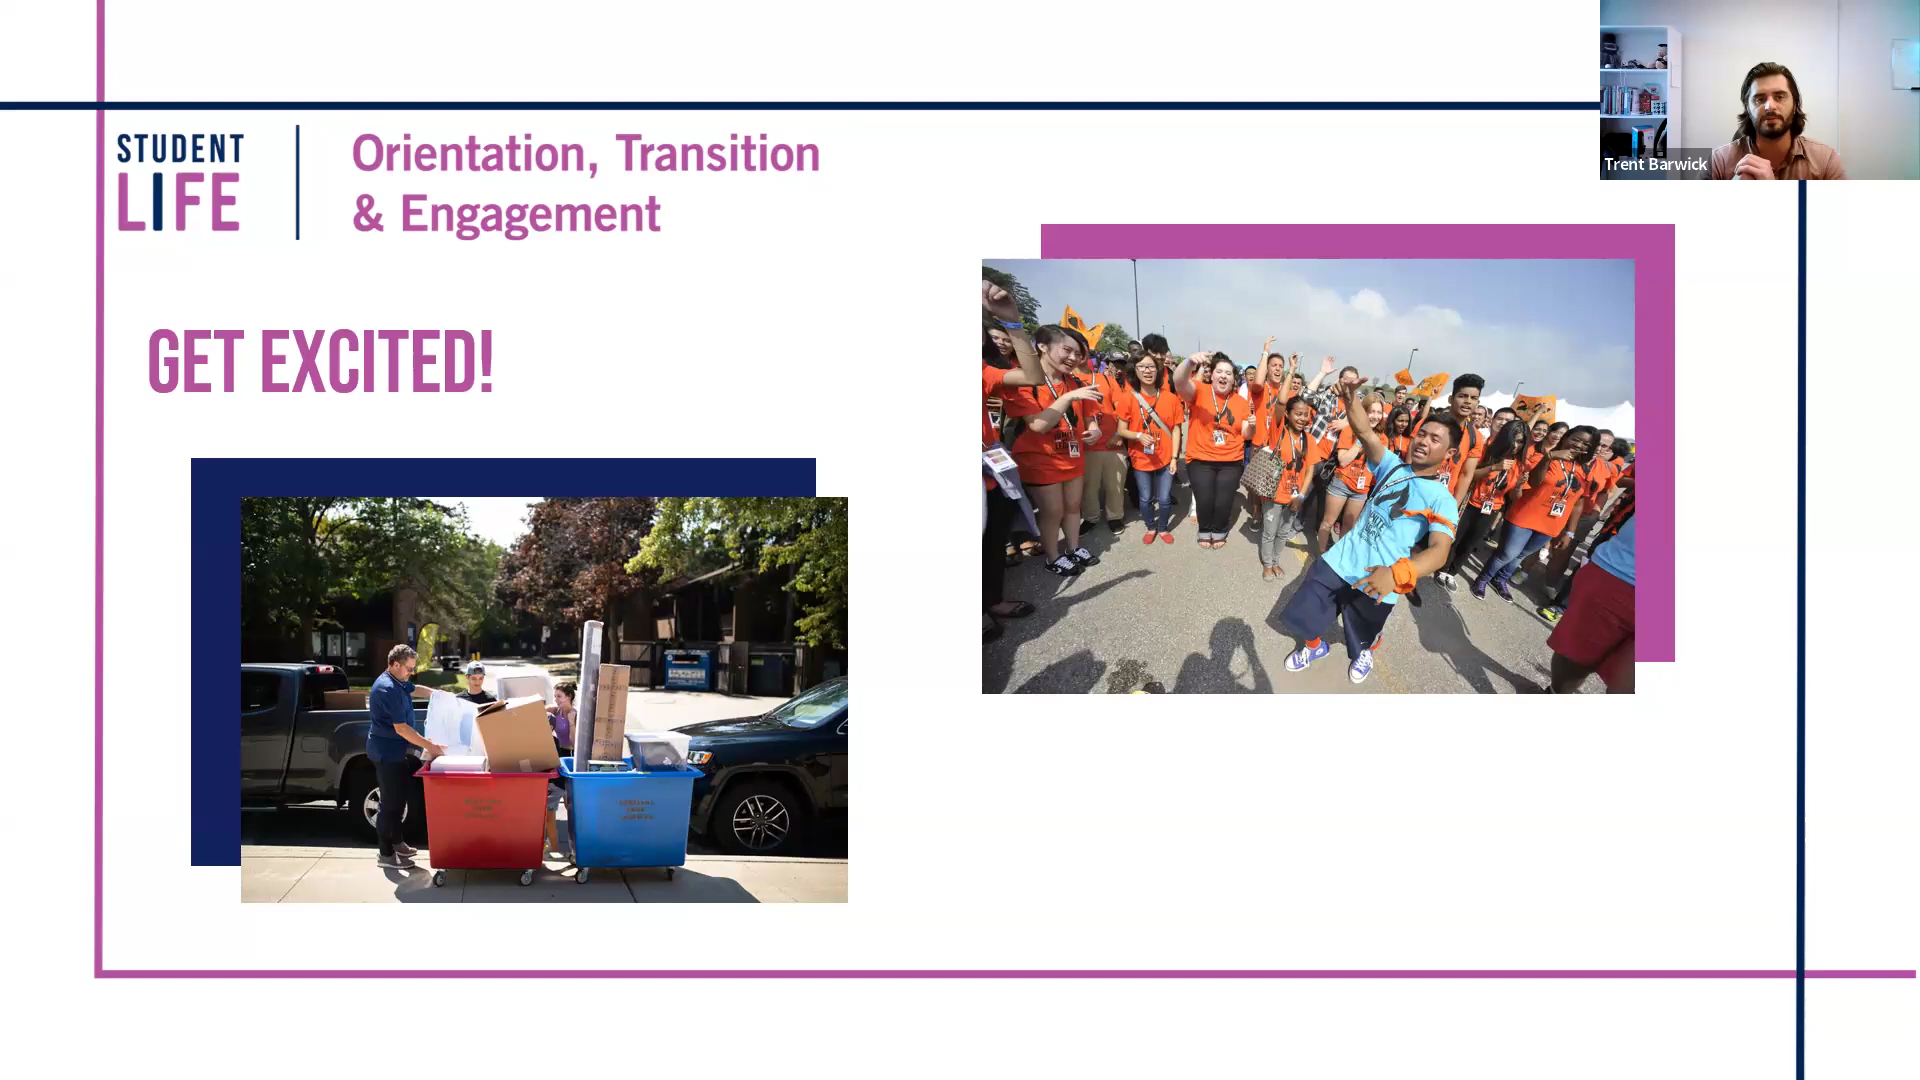 STUDENT
LIFE
Orientation, Transition
& Engagement
Trent Barwick
GET EXCITED!